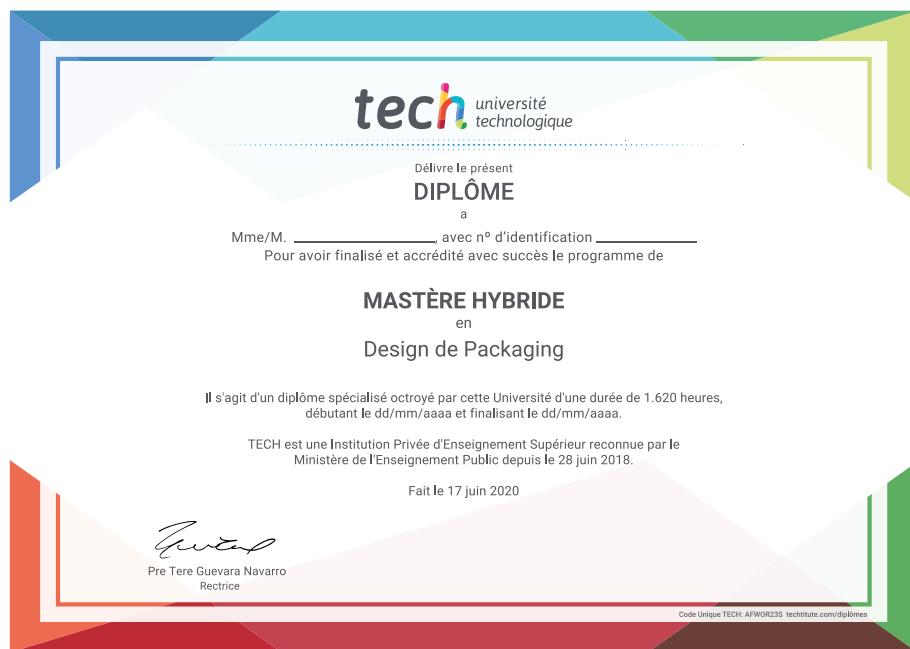 tech université
technologique
Délivre le présent
DIPLÔME
a
Mme/M. ____________, avec nº d'identification ____________
Pour avoir finalisé et accrédité avec succès le programme de
MASTÈRE HYBRIDE
en
Design de Packaging
Il s'agit d'un diplôme spécialisé octroyé par cette Université d'une durée de 1.620 heures,
débutant le dd/mm/aaaa et finalisant le dd/mm/aaaa.
TECH est une Institution Privée d'Enseignement Supérieur reconnue par le
Ministère de l'Enseignement Public depuis le 28 juin 2018.
Fait le 17 juin 2020
Pre Tere Guevara Navarro
Rectrice
Code Unique TECH: AFWOR23S techtitute.com/diplômes